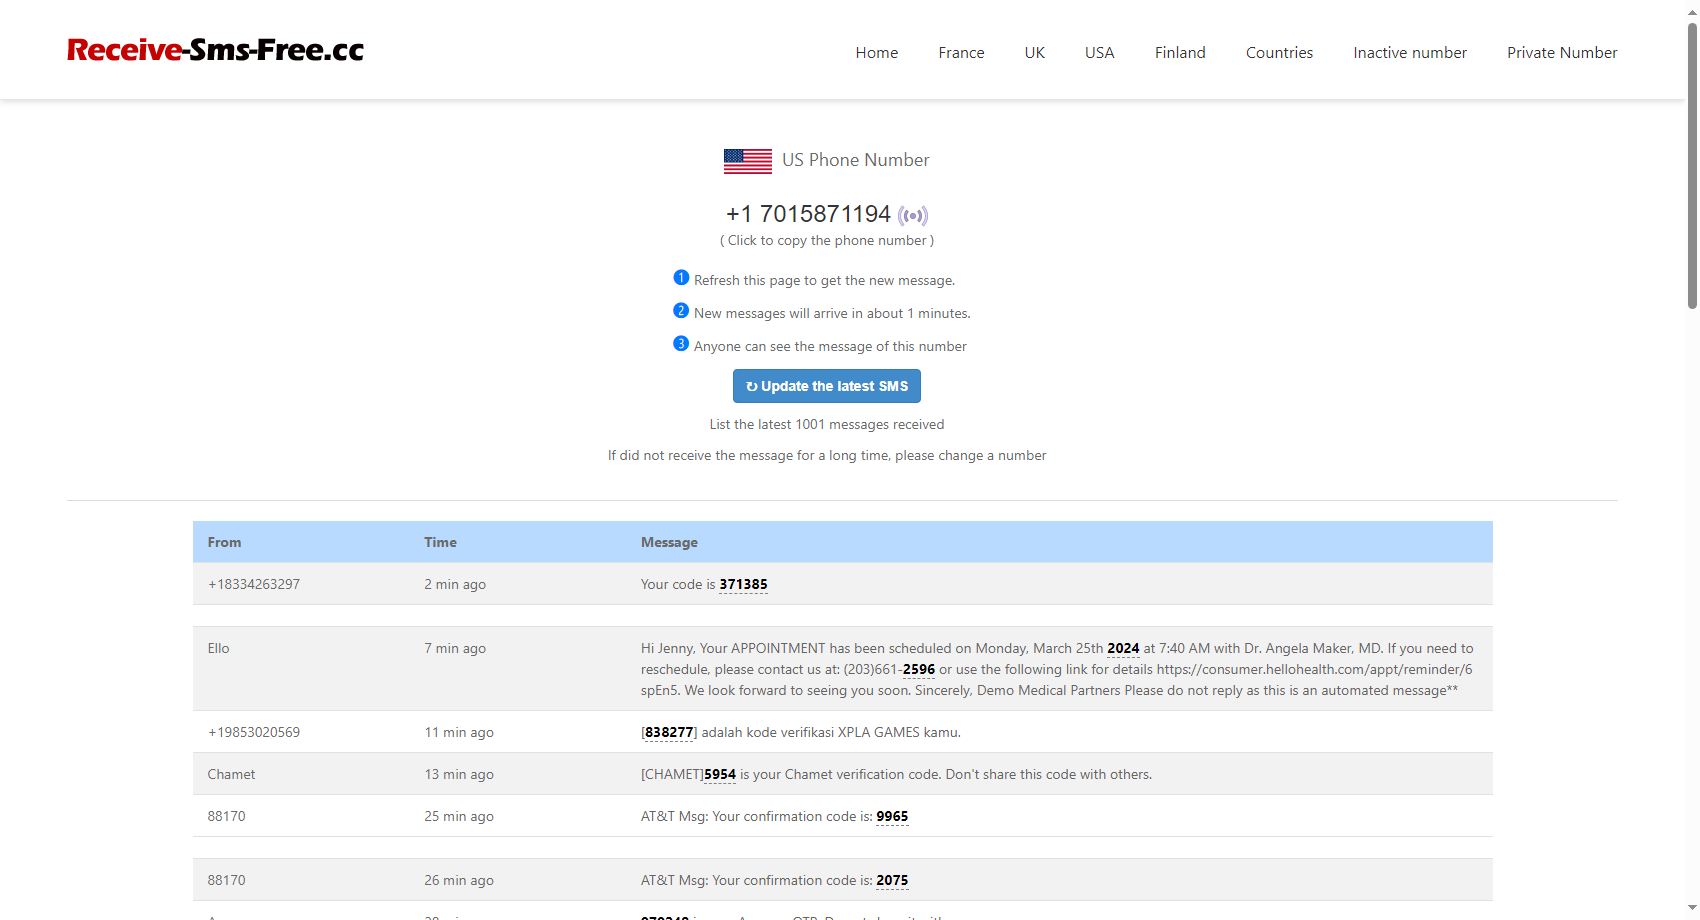 Receive-Sms-Free.cc
Home France UK USA Finland Countries Inactive number Private Number
US Phone Number
+1 7015871194
( Click to copy the phone number )
1 Refresh this page to get the new message.
2 New messages will arrive in about 1 minutes.
3 Anyone can see the message of this number
↻ Update the latest SMS
List the latest 1001 messages received
If did not receive the message for a long time, please change a number
From Time Message
+18334263297 2 min ago Your code is 371385
Ello 7 min ago Hi Jenny, Your APPOINTMENT has been scheduled on Monday, March 25th 2024 at 7:40 AM with Dr. Angela Maker, MD. If you need to
reschedule, please contact us at: (203)661-2596 or use the following link for details https://consumer.hellohealth.com/appt/reminder/6
spEn5. We look forward to seeing you soon. Sincerely, Demo Medical Partners Please do not reply as this is an automated message**
+19853020569 11 min ago [838277] adalah kode verifikasi XPLA GAMES kamu.
Chamet 13 min ago [CHAMET]5954 is your Chamet verification code. Don't share this code with others.
88170 25 min ago AT&T Msg: Your confirmation code is: 9965
88170 26 min ago AT&T Msg: Your confirmation code is: 2075